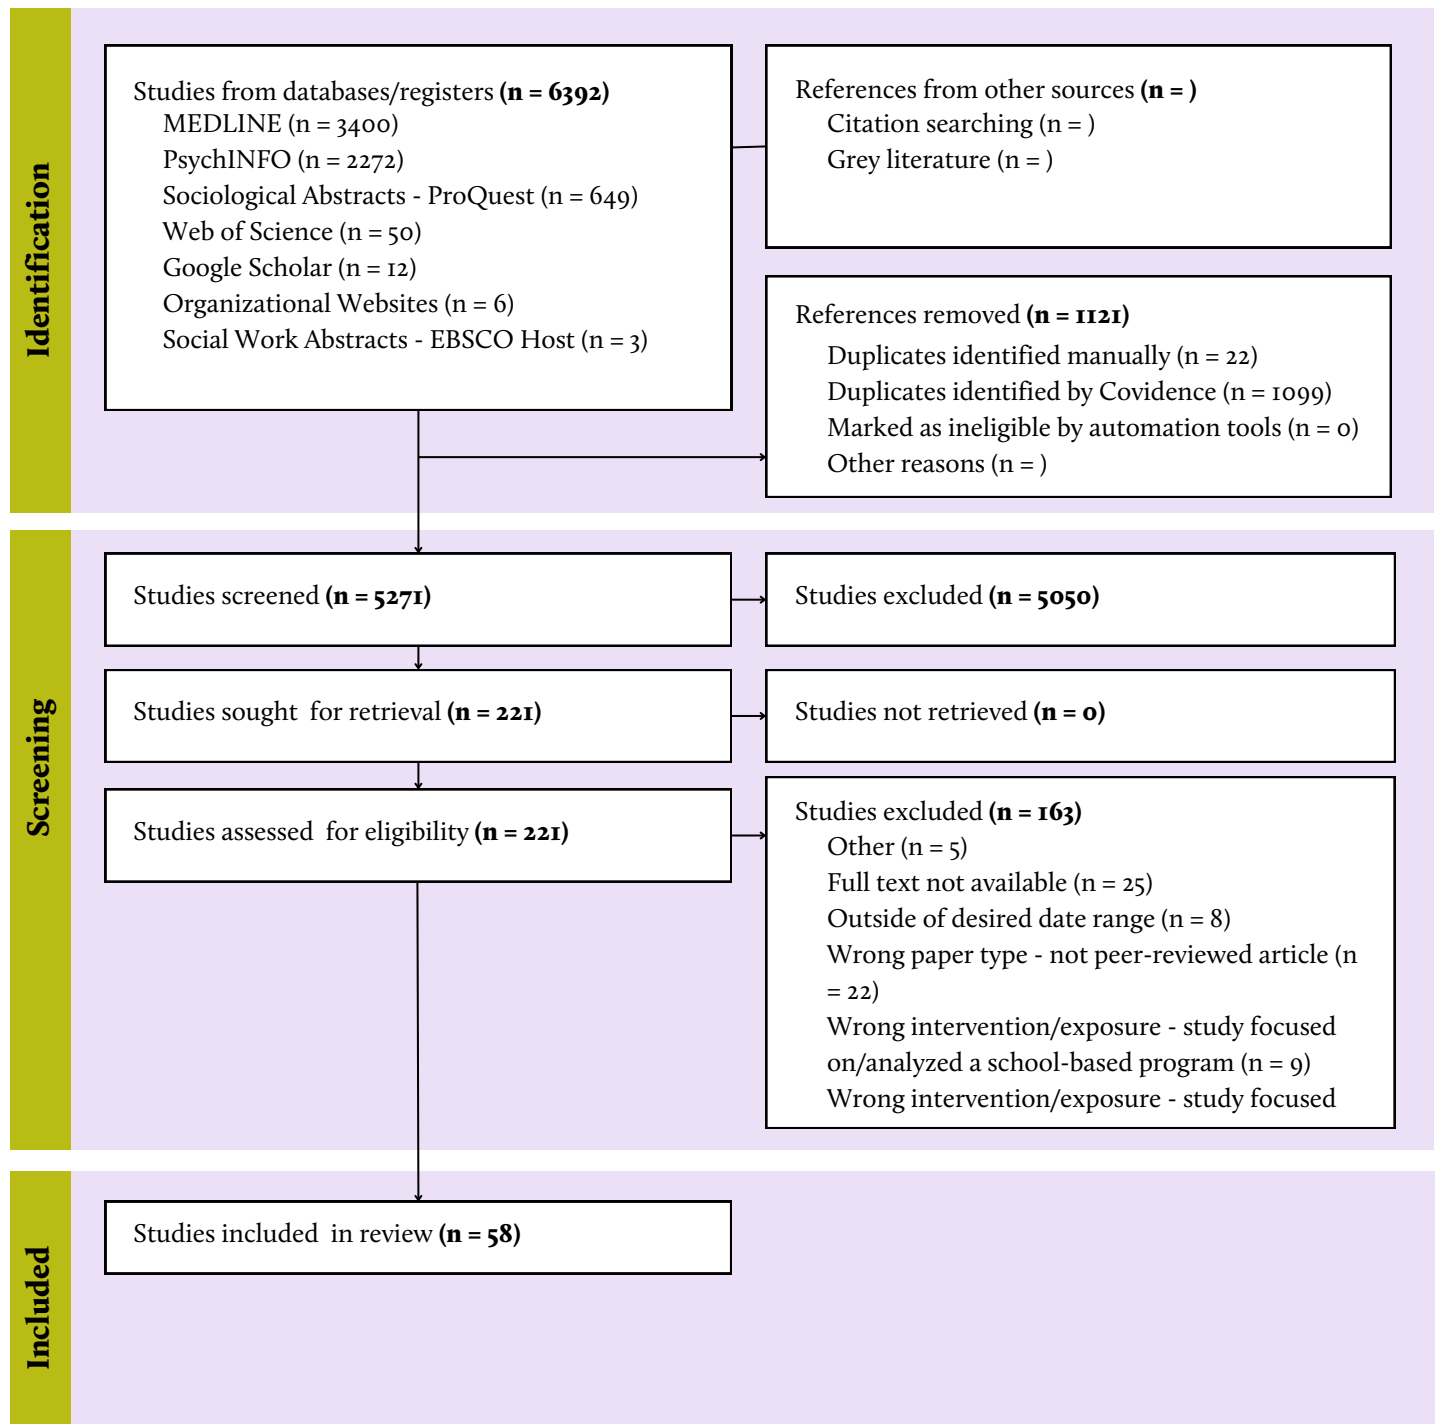 Identification
Studies from databases/registers (n = 6392)
MEDLINE (n = 3400)
PsychINFO (n = 2272)
Sociological Abstracts - ProQuest (n = 649)
Web of Science (n = 50)
Google Scholar (n = 12)
Organizational Websites (n = 6)
Social Work Abstracts - EBSCO Host (n = 3)
References from other sources (n = )
Citation searching (n = )
Grey literature (n = )
References removed (n = 1121)
Duplicates identified manually (n = 22)
Duplicates identified by Covidence (n = 1099)
Marked as ineligible by automation tools (n = 0)
Other reasons (n = )
Screening
Studies screened (n = 5271)
Studies excluded (n = 5050)
Studies sought for retrieval (n = 221)
Studies not retrieved (n = 0)
Studies assessed for eligibility (n = 221)
Studies excluded (n = 163)
Other (n = 5)
Full text not available (n = 25)
Outside of desired date range (n = 8)
Wrong paper type - not peer-reviewed article (n
= 22)
Wrong intervention/exposure - study focused
on/analyzed a school-based program (n = 9)
Wrong intervention/exposure - study focused
Included
Studies included in review (n = 58)